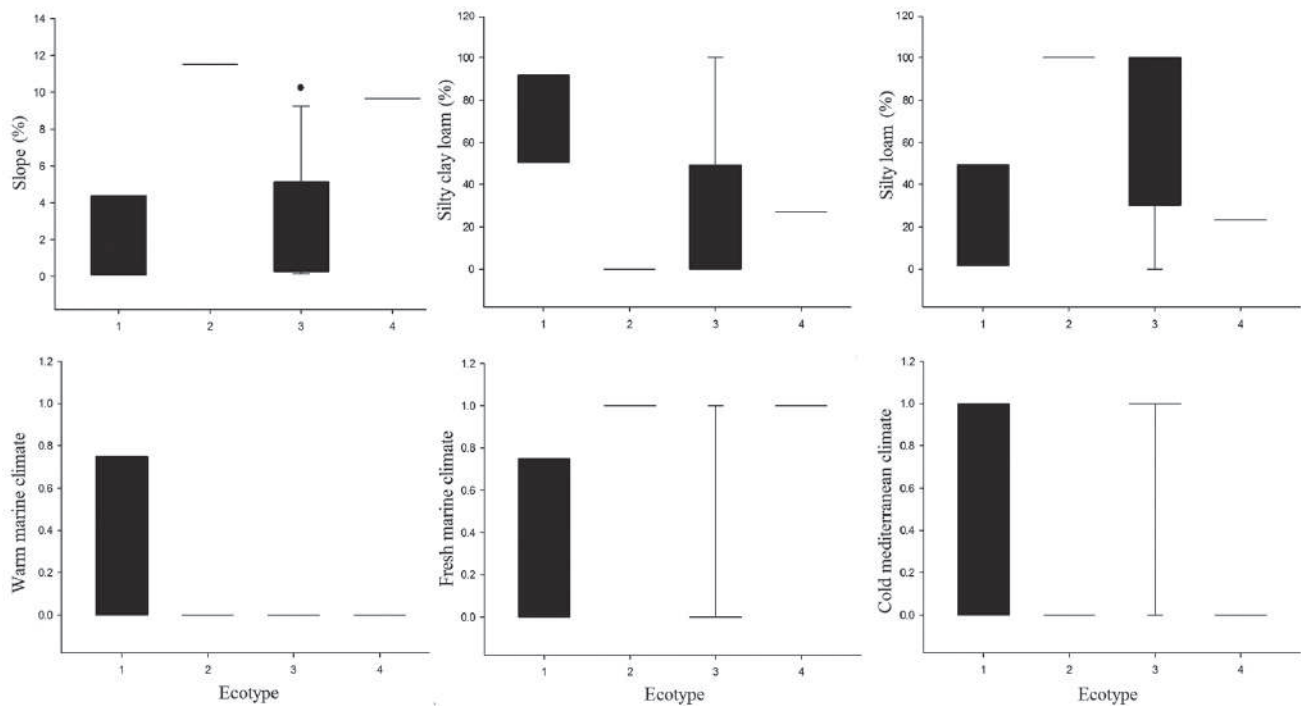 Slope (%)
14
12
10
8
6
4
2
0
1 2 3 4
Silty clay loam (%)
120
100
80
60
40
20
0
1 2 3 4
Silty loam (%)
120
100
80
60
40
20
0
1 2 3 4
Warm marine climate
1.2
1.0
0.8
0.6
0.4
0.2
0.0
1 2 3 4
Ecotype
Fresh marine climate
1.2
1.0
0.8
0.6
0.4
0.2
0.0
1 2 3 4
Ecotype
Cold mediterranean climate
1.2
1.0
0.8
0.6
0.4
0.2
0.0
1 2 3 4
Ecotype